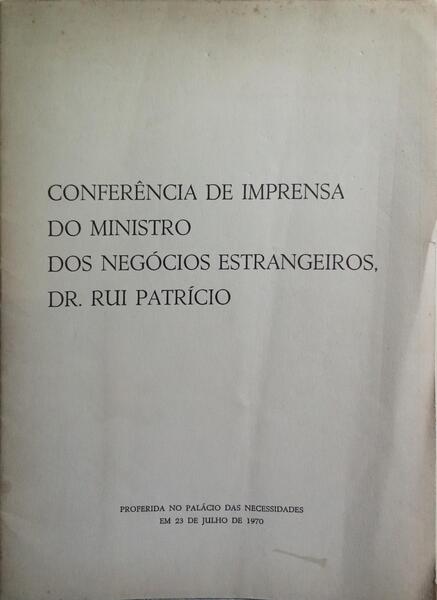 CONFERÊNCIA DE IMPRENSA
DO MINISTRO
DOS NEGÓCIOS ESTRANGEIROS,
DR. RUI PATRÍCIO
PROFERIDA NO PALÁCIO DAS NECESSIDADES
EM 23 DE JULHO DE 1970